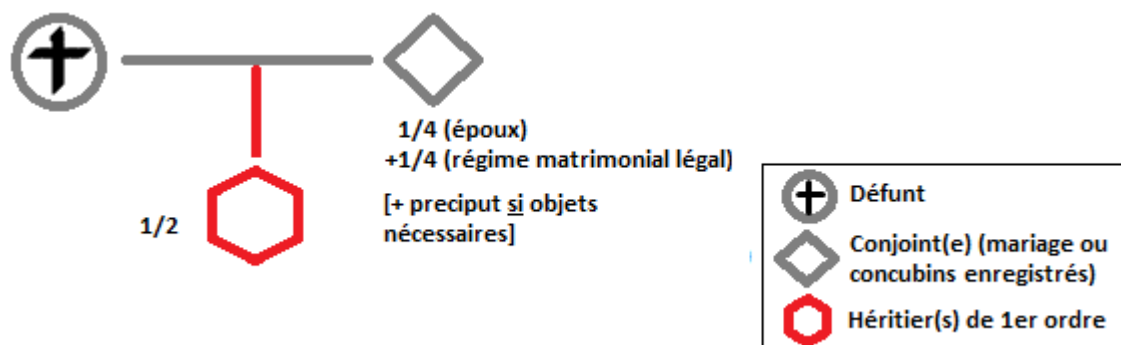 1/4 (époux)
+1/4 (régime matrimonial légal)
[+ preciput si objets
nécessaires]
1/2
Défunt
Conjoint(e) (mariage ou
concubins enregistrés)
Héritier(s) de 1er ordre